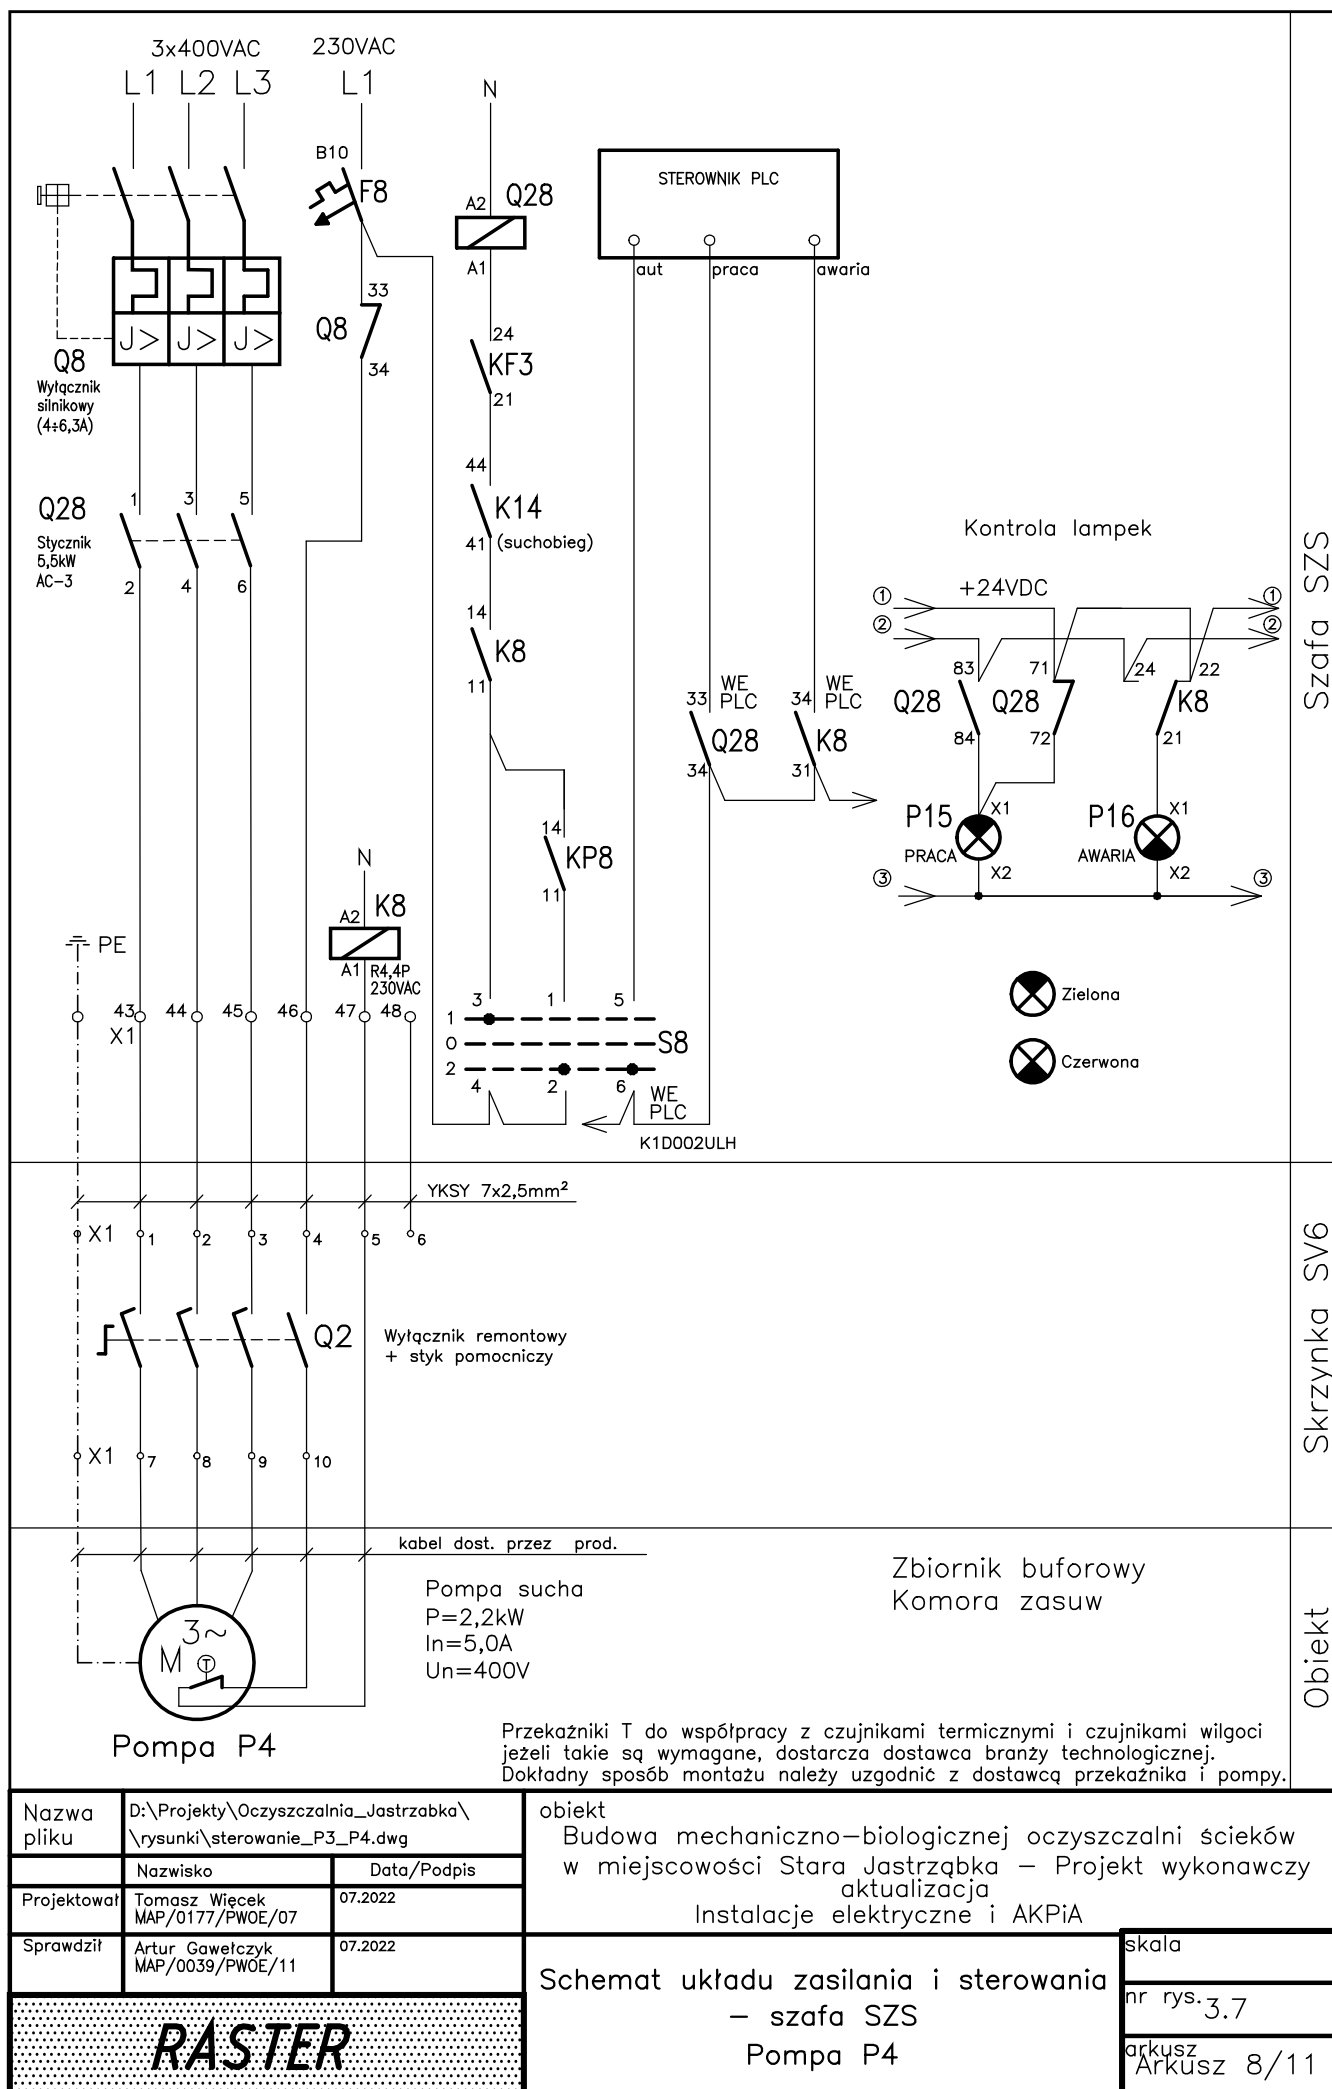 3x400VAC
230VAC
L1 L2 L3
L1
N
B10
F8
A2
Q28
A1
STEROWNIK PLC
aut
praca
awaria
33
Q8
34
24
KF3
21
J> J> J>
Q8
Wyłącznik
silnikowy
(4÷6,3A)
44
K14
41 (suchobieg)
Q28
Stycznik
5,5kW
AC-3
1 3 5
2 4 6
14
K8
11
Kontrola lampek
+24VDC
1
1
2
2
83 71 24 22
Q28 Q28 K8
84 72 21
WE
PLC
WE
PLC
33
34
Q28
K8
34
31
P15
X1
PRACA
X2
P16
X1
AWARIA
X2
3
3
14
KP8
11
N
A2
K8
A1
R4,4P
230VAC
PE
43 44 45 46 47 48
X1
3 1 5
1
0
2
S8
4 2 6
WE
PLC
K1D002ULH
Zielona
Czerwona
Szafa SZS
YKSY 7x2,5mm²
X1 1 2 3 4 5 6
Q2
Wyłącznik remontowy
+ styk pomocniczy
X1 7 8 9 10
Skrzynka SV6
kabel dost. przez prod.
Pompa sucha
P=2,2kW
In=5,0A
Un=400V
Zbiornik buforowy
Komora zasuw
3~
M
T
Pompa P4
Obiekt
Przekaźniki T do współpracy z czujnikami termicznymi i czujnikami wilgoci
jeżeli takie są wymagane, dostarcza dostawca branży technologicznej.
Dokładny sposób montażu należy uzgodnić z dostawcą przekaźnika i pompy.
Nazwa
pliku
D:\Projekty\Oczyszczalnia_Jastrzabka\
\rysunki\sterowanie_P3_P4.dwg
Nazwisko
Data/Podpis
Projektował
Tomasz Więcek
MAP/0177/PWOE/07
07.2022
Sprawdził
Artur Gawełczyk
MAP/0039/PWOE/11
07.2022
RASTER
obiekt
Budowa mechaniczno-biologicznej oczyszczalni ścieków
w miejscowości Stara Jastrząbka - Projekt wykonawczy
aktualizacja
Instalacje elektryczne i AKPiA
Schemat układu zasilania i sterowania
- szafa SZS
Pompa P4
skala
nr rys. 3.7
arkusz
Arkusz 8/11